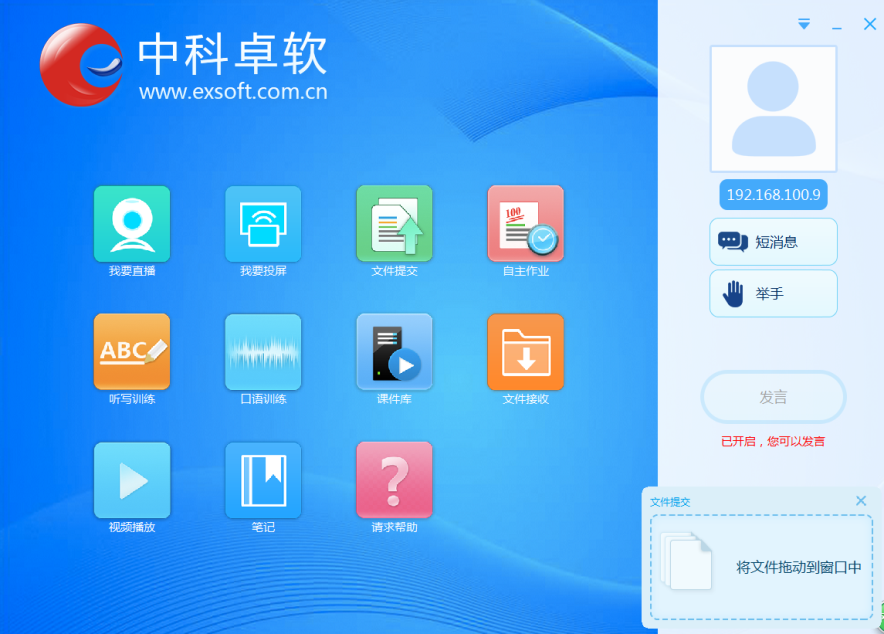 中科卓软
www.exsoft.com.cn
我要直播
我要投屏
文件提交
100
自主作业
ABC
听写训练
口语训练
课件库
文件接收
视频播放
笔记
?
请求帮助
192.168.100.9
短消息
举手
发言
已开启，您可以发言
文件提交
将文件拖动到窗口中